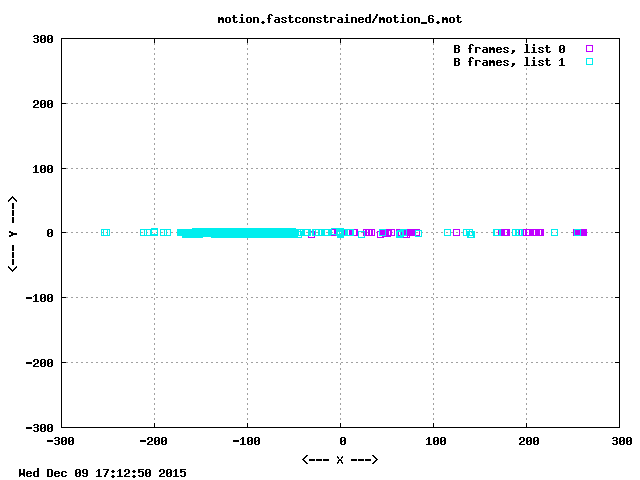 motion.fastconstrained/motion_6.mot
300
200
100
0
-100
-200
-300
-300 -200 -100 0 100 200 300
B frames, list 0
B frames, list 1
<--- Y --->
<--- X --->
Wed Dec 09 17:12:50 2015